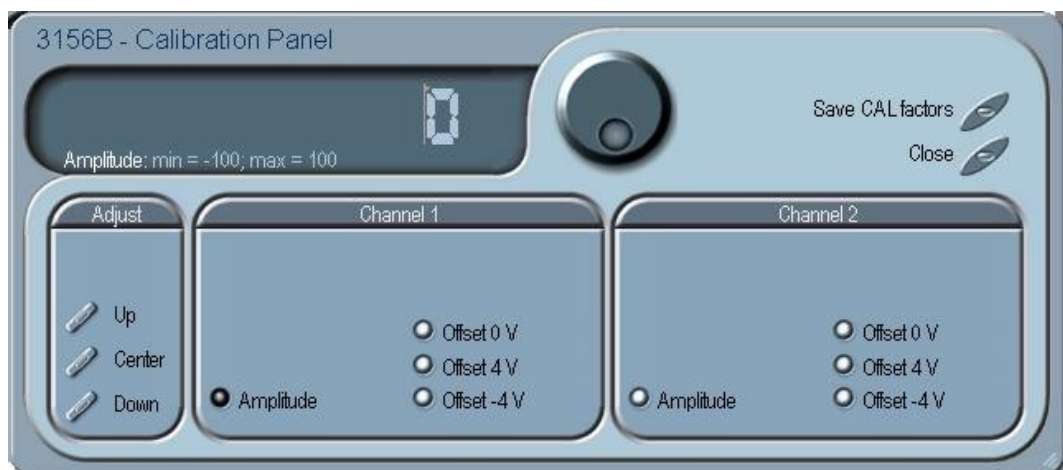 3156B - Calibration Panel
0
Amplitude: min = -100; max = 100
Save CAL factors
Close
Adjust
Up
Center
Down
Channel 1
Offset 0 V
Offset 4 V
Amplitude
Offset -4 V
Channel 2
Offset 0 V
Offset 4 V
Amplitude
Offset -4 V